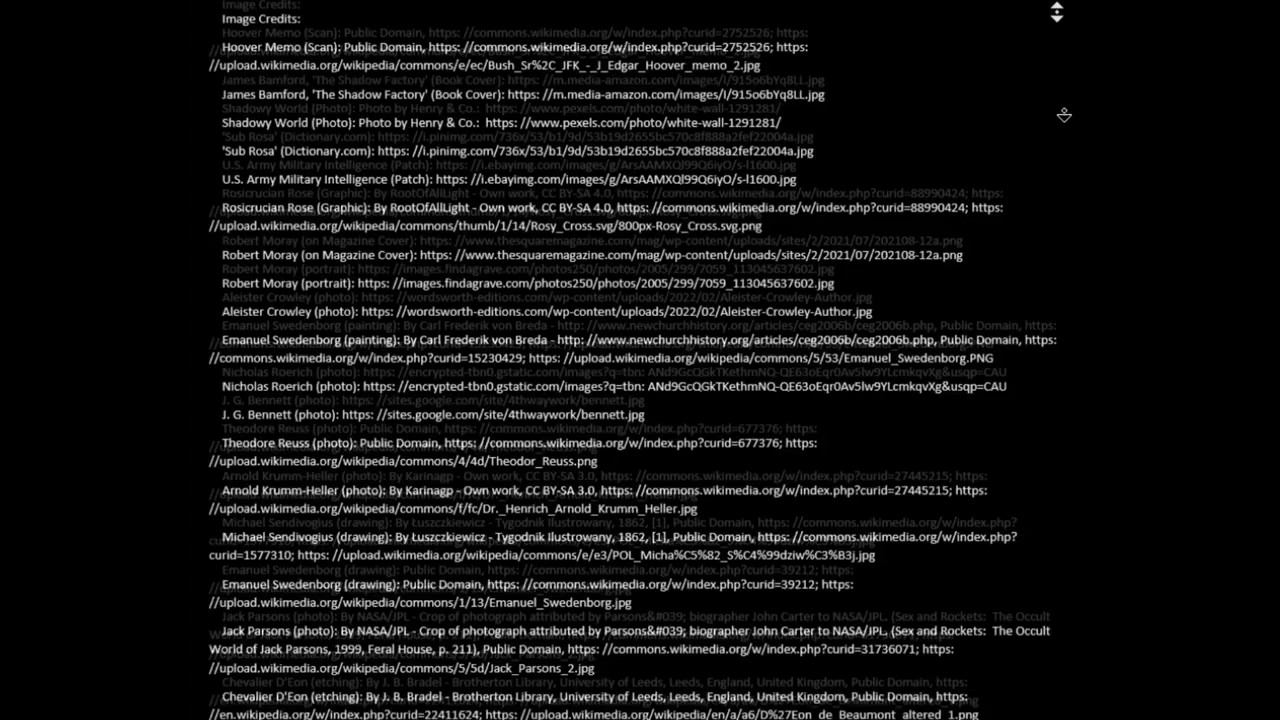 Image Credits:
Hoover Memo (Scan): Public Domain, https: //commons.wikimedia.org/w/index.php?curid=2752526; https:
//upload.wikimedia.org/wikipedia/commons/e/ec/Bush_Sr%2C_JFK_-_J_Edgar_Hoover_memo_2.jpg
James Bamford, 'The Shadow Factory' (Book Cover): https: //m.media-amazon.com/images/I/915o6bYq8LL.jpg
Shadowy World (Photo): Photo by Henry & Co.: https: //www.pexels.com/photo/white-wall-1291281/
'Sub Rosa' (Dictionary.com): https: //i.pinimg.com/736x/53/b1/9d/53b19d2655bc570c8f888a2fef22004a.jpg
U.S. Army Military Intelligence (Patch): https: //i.ebayimg.com/images/g/ArsAAMXQl99Q6iyO/s-l1600.jpg
Rosicrucian Rose (Graphic): By RootOfAllLight - Own work, CC BY-SA 4.0, https: //commons.wikimedia.org/w/index.php?curid=88990424; https:
//upload.wikimedia.org/wikipedia/commons/thumb/1/14/Rosy_Cross.svg/800px-Rosy_Cross.svg.png
Robert Moray (on Magazine Cover): https: //www.thesquaremagazine.com/mag/wp-content/uploads/sites/2/2021/07/202108-12a.png
Robert Moray (portrait): https: //images.findagrave.com/photos250/photos/2005/299/7059_113045637602.jpg
Aleister Crowley (photo): https: //wordsworth-editions.com/wp-content/uploads/2022/02/Aleister-Crowley-Author.jpg
Emanuel Swedenborg (painting): By Carl Frederik von Breda - http: //www.newchurchhistory.org/articles/ceg2006b/ceg2006b.php, Public Domain, https:
//commons.wikimedia.org/w/index.php?curid=15230429; https: //upload.wikimedia.org/wikipedia/commons/5/53/Emanuel_Swedenborg.PNG
Nicholas Roerich (photo): https: //encrypted-tbn0.gstatic.com/images?q=tbn: ANd9GcQGkTKethmNQ-QE63oEqr0Av5lw9YLcmkqvXg&usqp=CAU
J. G. Bennett (photo): https: //sites.google.com/site/4thwaywork/bennett.jpg
Theodore Reuss (photo): Public Domain, https: //commons.wikimedia.org/w/index.php?curid=677376; https:
//upload.wikimedia.org/wikipedia/commons/4/4d/Theodor_Reuss.png
Arnold Krumm-Heller (photo): By Karinagp - Own work, CC BY-SA 3.0, https: //commons.wikimedia.org/w/index.php?curid=27445215; https:
//upload.wikimedia.org/wikipedia/commons/f/fc/Dr._Henrich_Arnold_Krumm_Heller.jpg
Michael Sendivogius (drawing): By Łuszczkiewicz - Tygodnik Ilustrowany, 1862, [1], Public Domain, https: //commons.wikimedia.org/w/index.php?
curid=1577310; https: //upload.wikimedia.org/wikipedia/commons/e/e3/POL_Micha%C5%82_S%C4%99dziw%C3%B3j.jpg
Emanuel Swedenborg (drawing): Public Domain, https: //commons.wikimedia.org/w/index.php?curid=39212; https:
//upload.wikimedia.org/wikipedia/commons/1/13/Emanuel_Swedenborg.jpg
Jack Parsons (photo): By NASA/JPL - Crop of photograph attributed by Parsons&#039; biographer John Carter to NASA/JPL. (Sex and Rockets: The Occult
World of Jack Parsons, 1999, Feral House, p. 211), Public Domain, https: //commons.wikimedia.org/w/index.php?curid=31736071; https:
//upload.wikimedia.org/wikipedia/commons/5/5d/Jack_Parsons_2.jpg
Chevalier D'Eon (etching): By J. B. Bradel - Brotherton Library, University of Leeds, Leeds, England, United Kingdom, Public Domain, https:
//en.wikipedia.org/w/index.php?curid=22411624; https: //upload.wikimedia.org/wikipedia/en/a/a6/D%27Eon_de_Beaumont_altered_1.png